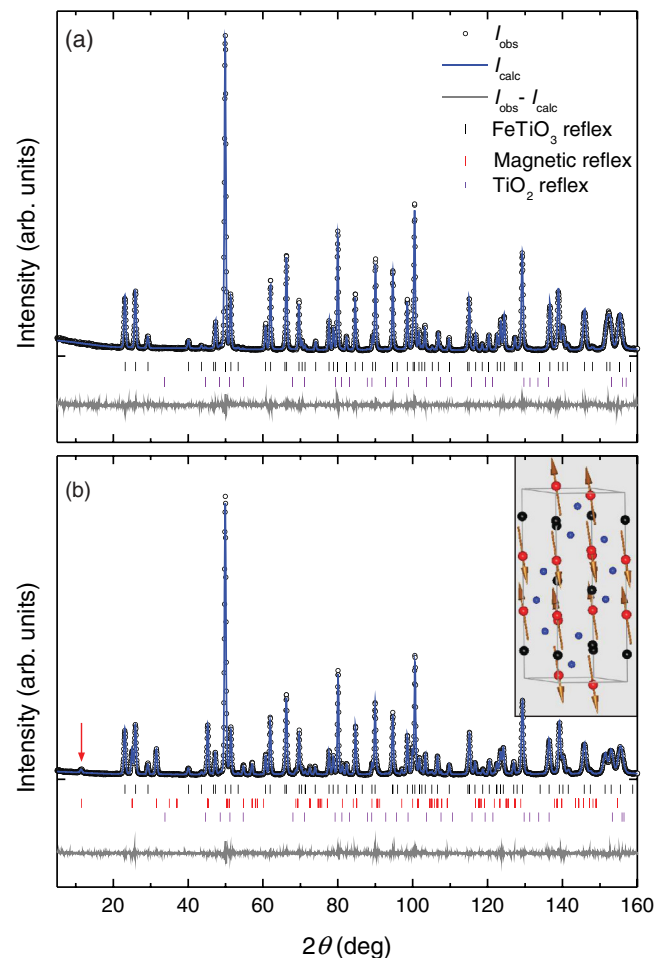 (a)
I_obs
I_calc
I_obs - I_calc
FeTiO₃ reflex
Magnetic reflex
TiO₂ reflex
Intensity (arb. units)
(b)
Intensity (arb. units)
20 40 60 80 100 120 140 160
2θ (deg)